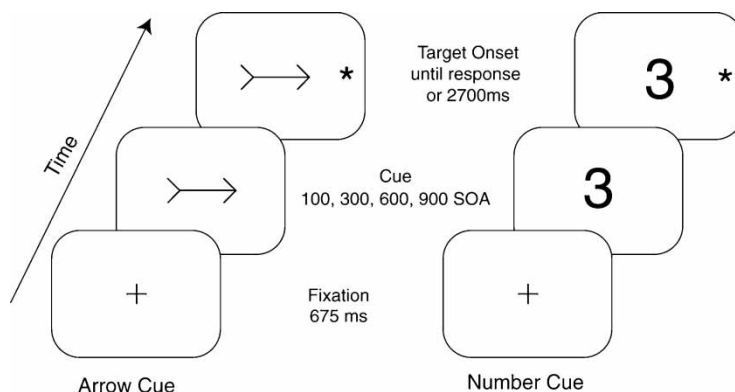 Target Onset
until response
or 2700ms
*
3
*
Time
Cue
100, 300, 600, 900 SOA
3
Fixation
675 ms
+
+
Arrow Cue
Number Cue